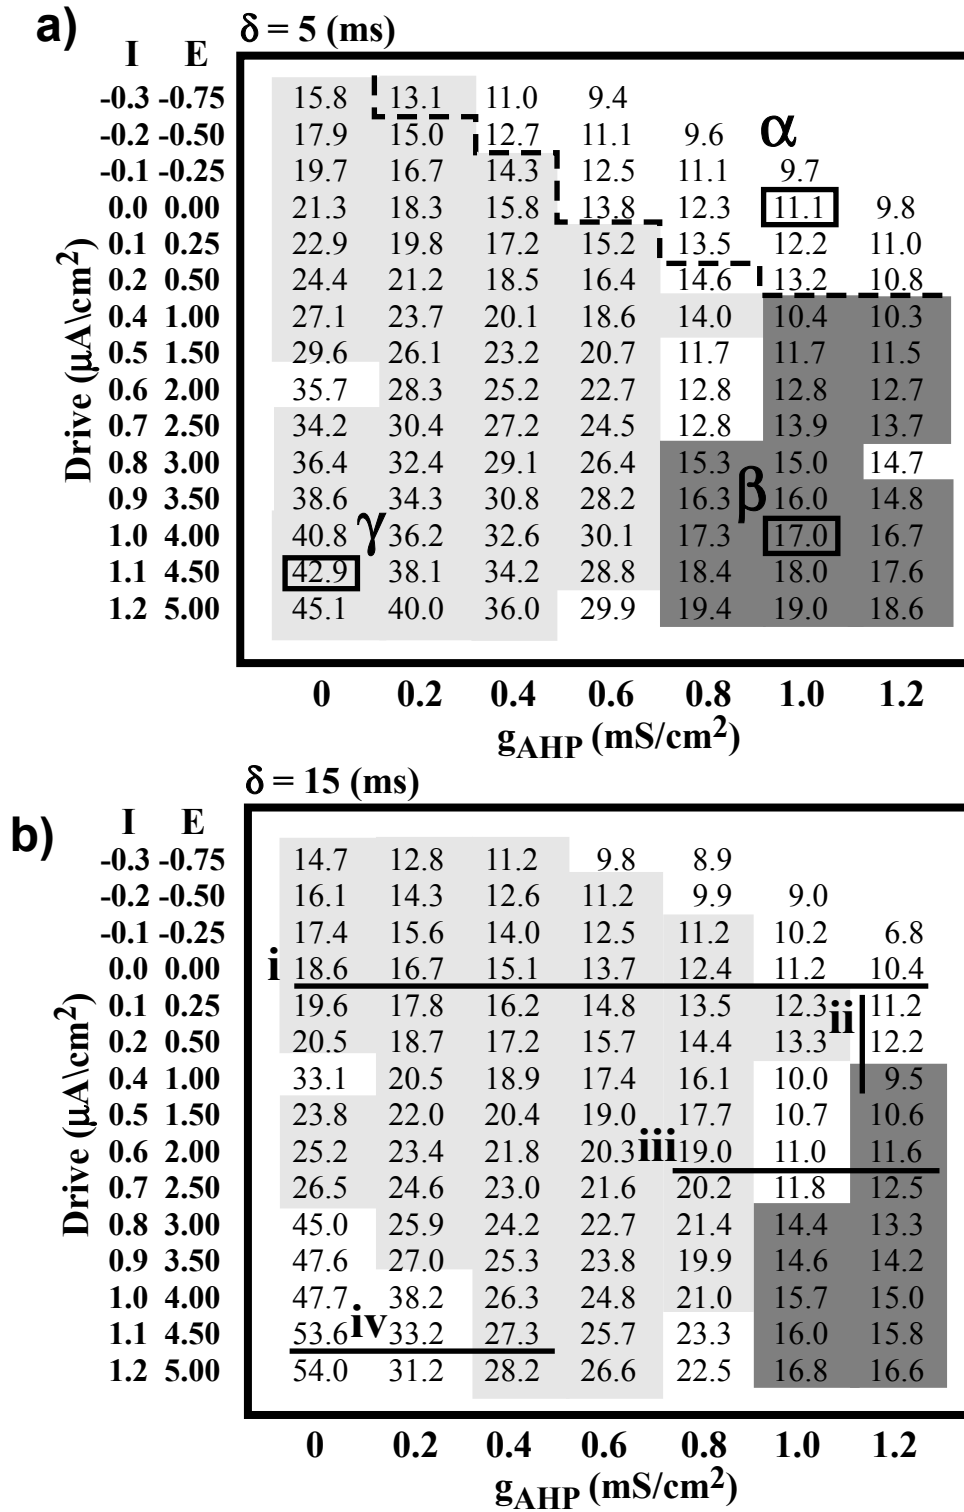 a)
δ = 5 (ms)
I E
-0.3 -0.75 15.8 13.1 11.0 9.4
-0.2 -0.50 17.9 15.0 12.7 11.1 9.6 α
-0.1 -0.25 19.7 16.7 14.3 12.5 11.1 9.7
0.0 0.00 21.3 18.3 15.8 13.8 12.3 11.1 9.8
0.1 0.25 22.9 19.8 17.2 15.2 13.5 12.2 11.0
0.2 0.50 24.4 21.2 18.5 16.4 14.6 13.2 10.8
0.4 1.00 27.1 23.7 20.1 18.6 14.0 10.4 10.3
0.5 1.50 29.6 26.1 23.2 20.7 11.7 11.7 11.5
0.6 2.00 35.7 28.3 25.2 22.7 12.8 12.8 12.7
0.7 2.50 34.2 30.4 27.2 24.5 12.8 13.9 13.7
0.8 3.00 36.4 32.4 29.1 26.4 15.3 15.0 14.7
0.9 3.50 38.6 34.3 30.8 28.2 16.3 β 16.0 14.8
1.0 4.00 40.8 γ 36.2 32.6 30.1 17.3 17.0 16.7
1.1 4.50 42.9 38.1 34.2 28.8 18.4 18.0 17.6
1.2 5.00 45.1 40.0 36.0 29.9 19.4 19.0 18.6
Drive (μA\cm²)
0 0.2 0.4 0.6 0.8 1.0 1.2
gAHP (mS/cm²)
b)
δ = 15 (ms)
I E
-0.3 -0.75 14.7 12.8 11.2 9.8 8.9
-0.2 -0.50 16.1 14.3 12.6 11.2 9.9 9.0
-0.1 -0.25 17.4 15.6 14.0 12.5 11.2 10.2 6.8
0.0 0.00 i 18.6 16.7 15.1 13.7 12.4 11.2 10.4
0.1 0.25 19.6 17.8 16.2 14.8 13.5 12.3 ii 11.2
0.2 0.50 20.5 18.7 17.2 15.7 14.4 13.3 12.2
0.4 1.00 33.1 20.5 18.9 17.4 16.1 10.0 9.5
0.5 1.50 23.8 22.0 20.4 19.0 17.7 10.7 10.6
0.6 2.00 25.2 23.4 21.8 20.3 iii 19.0 11.0 11.6
0.7 2.50 26.5 24.6 23.0 21.6 20.2 11.8 12.5
0.8 3.00 45.0 25.9 24.2 22.7 21.4 14.4 13.3
0.9 3.50 47.6 27.0 25.3 23.8 19.9 14.6 14.2
1.0 4.00 47.7 38.2 26.3 24.8 21.0 15.7 15.0
1.1 4.50 53.6 iv 33.2 27.3 25.7 23.3 16.0 15.8
1.2 5.00 54.0 31.2 28.2 26.6 22.5 16.8 16.6
Drive (μA\cm²)
0 0.2 0.4 0.6 0.8 1.0 1.2
gAHP (mS/cm²)